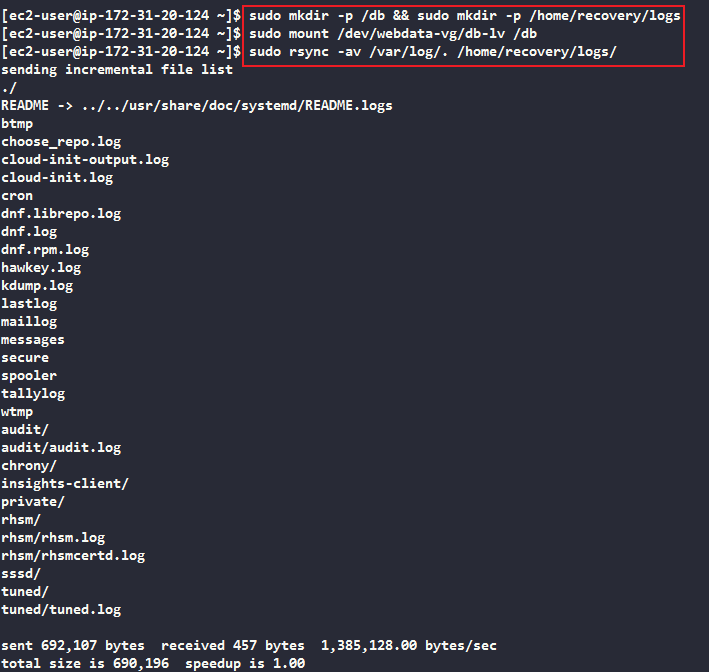 [ec2-user@ip-172-31-20-124 ~]$ sudo mkdir -p /db && sudo mkdir -p /home/recovery/logs
[ec2-user@ip-172-31-20-124 ~]$ sudo mount /dev/webdata-vg/db-lv /db
[ec2-user@ip-172-31-20-124 ~]$ sudo rsync -av /var/log/. /home/recovery/logs/
sending incremental file list
./
README -> ../../usr/share/doc/systemd/README.logs
btmp
choose_repo.log
cloud-init-output.log
cloud-init.log
cron
dnf.librepo.log
dnf.log
dnf.rpm.log
hawkey.log
kdump.log
lastlog
maillog
messages
secure
spooler
tallylog
wtmp
audit/
audit/audit.log
chrony/
insights-client/
private/
rhsm/
rhsm/rhsm.log
rhsm/rhsmcertd.log
sssd/
tuned/
tuned/tuned.log
sent 692,107 bytes  received 457 bytes  1,385,128.00 bytes/sec
total size is 690,196  speedup is 1.00